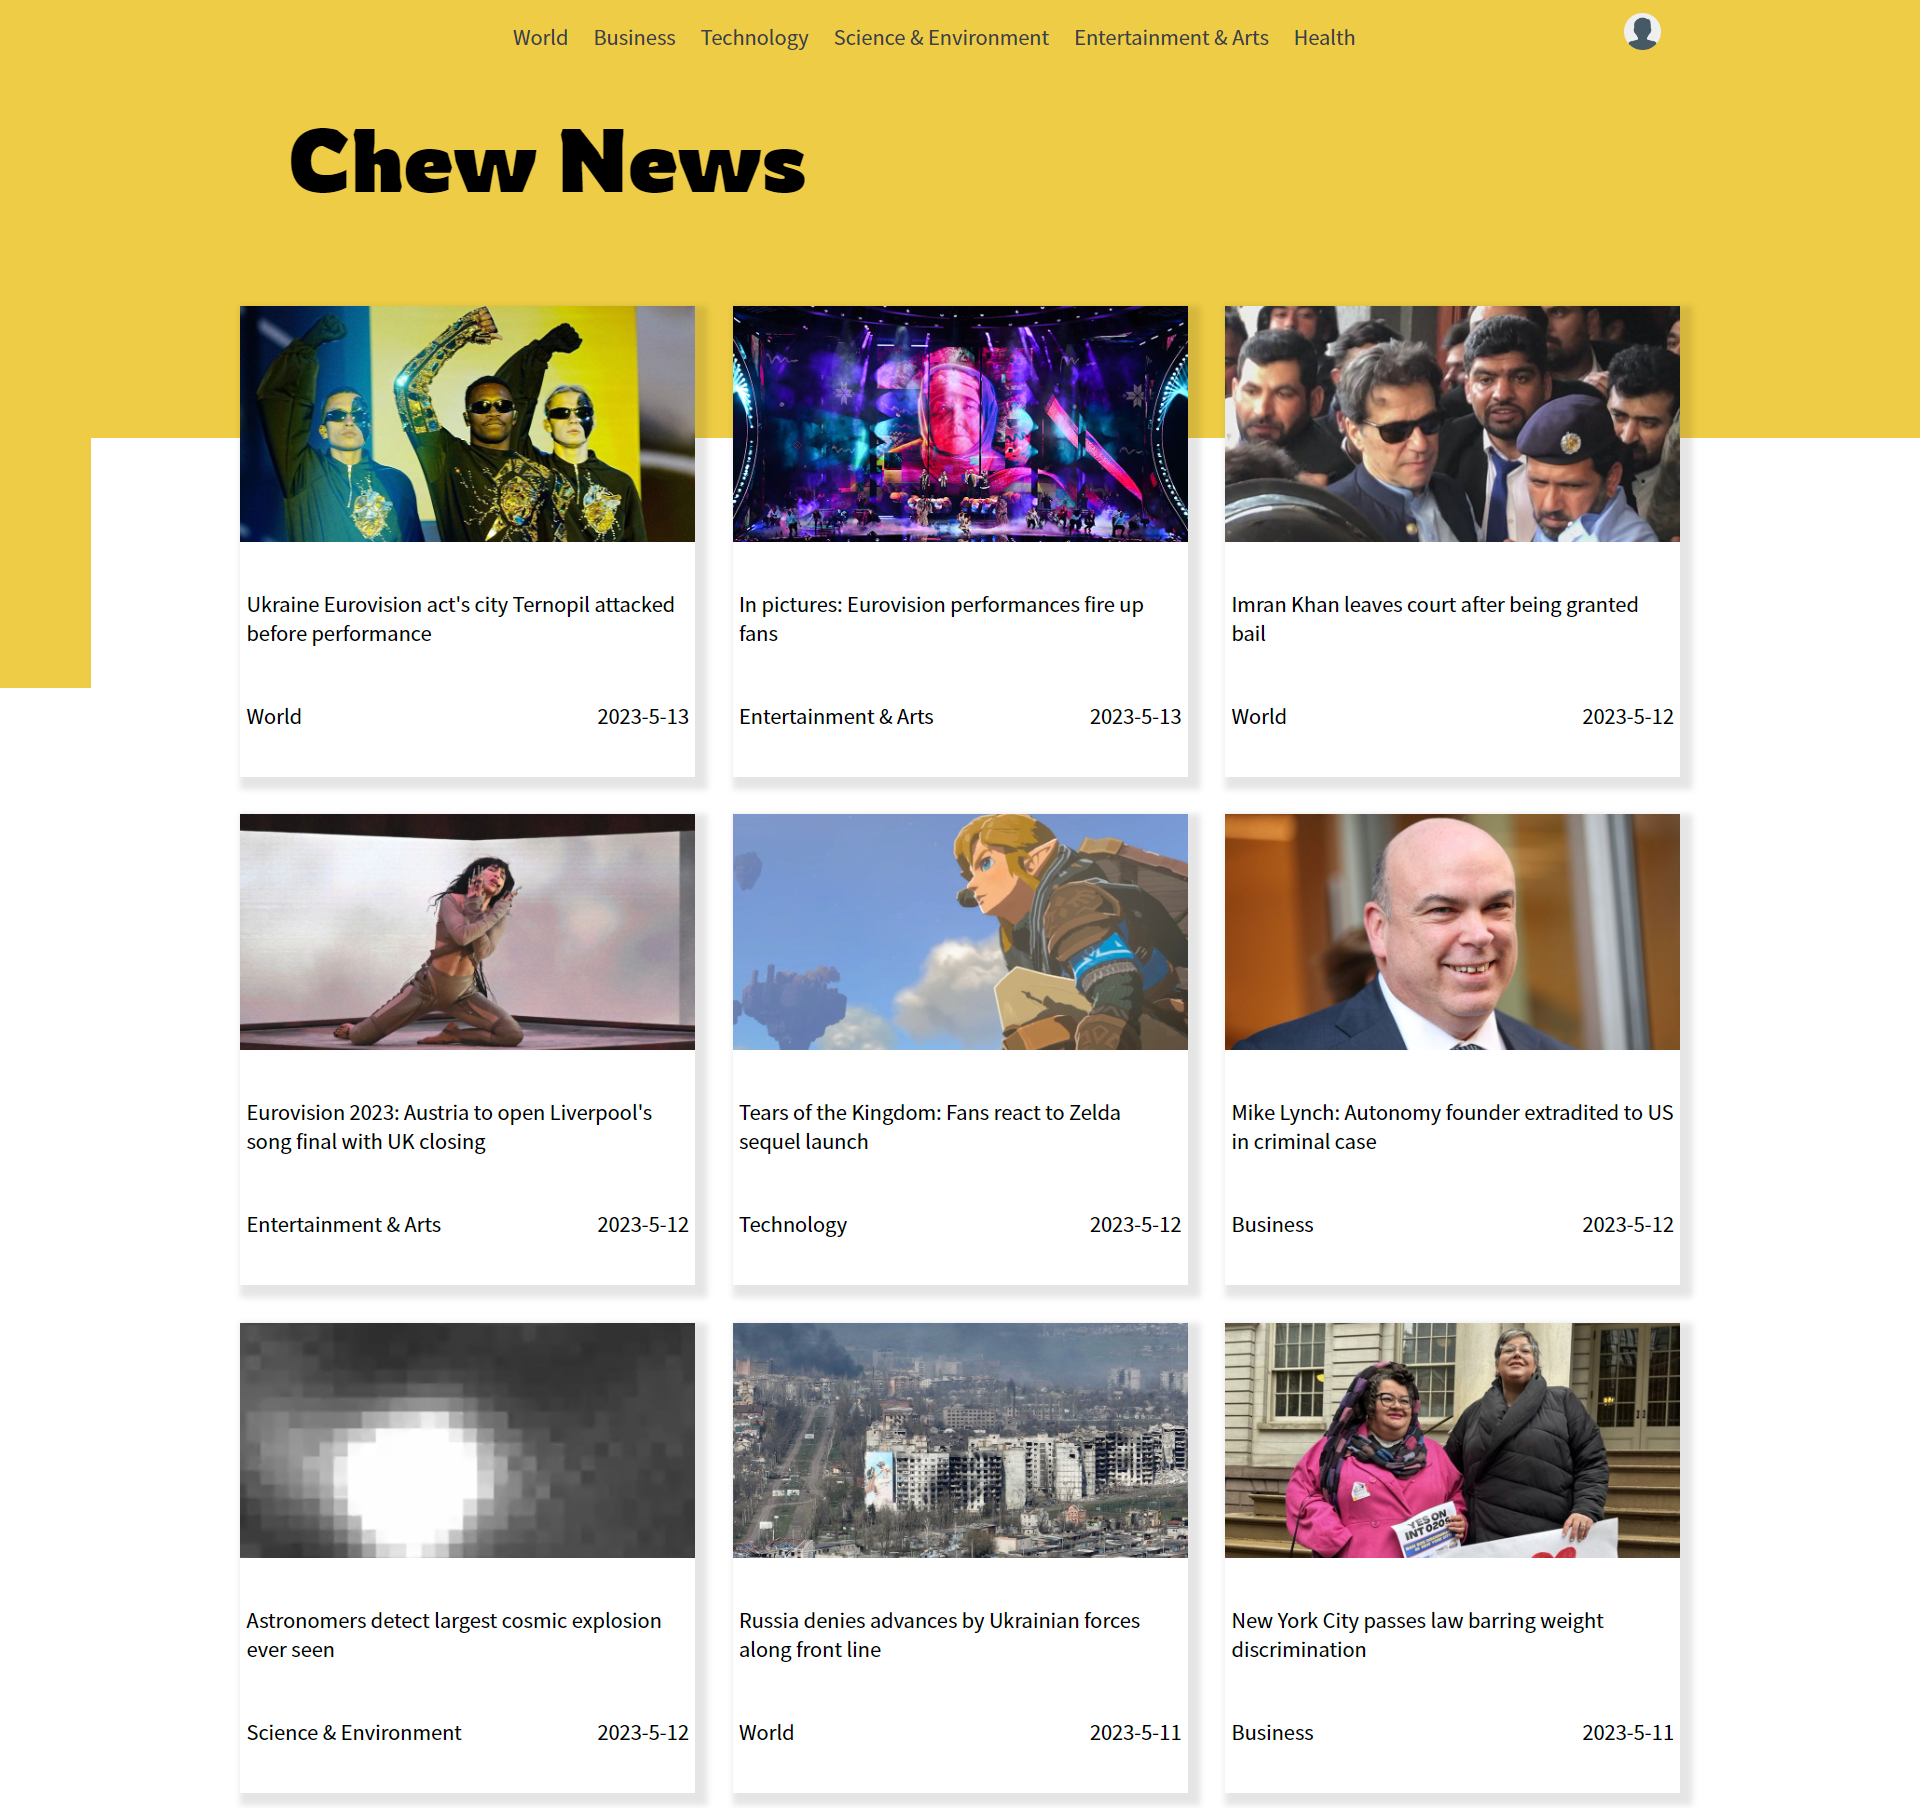 World Business Technology Science & Environment Entertainment & Arts Health
Chew News
Ukraine Eurovision act's city Ternopil attacked
before performance
World 2023-5-13
In pictures: Eurovision performances fire up
fans
Entertainment & Arts 2023-5-13
Imran Khan leaves court after being granted
bail
World 2023-5-12
Eurovision 2023: Austria to open Liverpool's
song final with UK closing
Entertainment & Arts 2023-5-12
Tears of the Kingdom: Fans react to Zelda
sequel launch
Technology 2023-5-12
Mike Lynch: Autonomy founder extradited to US
in criminal case
Business 2023-5-12
YES ON
INT 0209
Astronomers detect largest cosmic explosion
ever seen
Science & Environment 2023-5-12
Russia denies advances by Ukrainian forces
along front line
World 2023-5-11
New York City passes law barring weight
discrimination
Business 2023-5-11